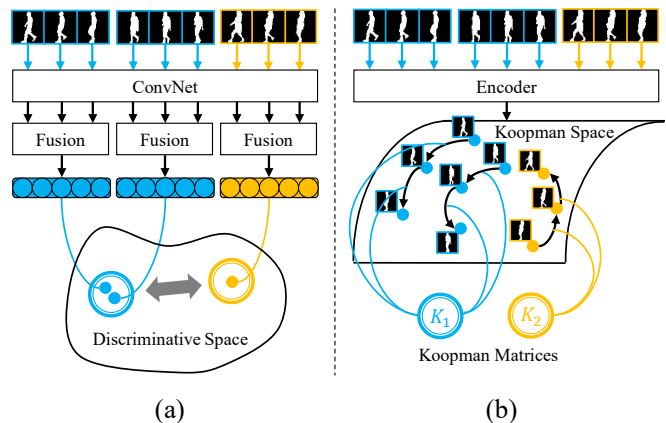 ConvNet
Fusion Fusion Fusion
Discriminative Space
(a)
Encoder
Koopman Space
K1 K2
Koopman Matrices
(b)